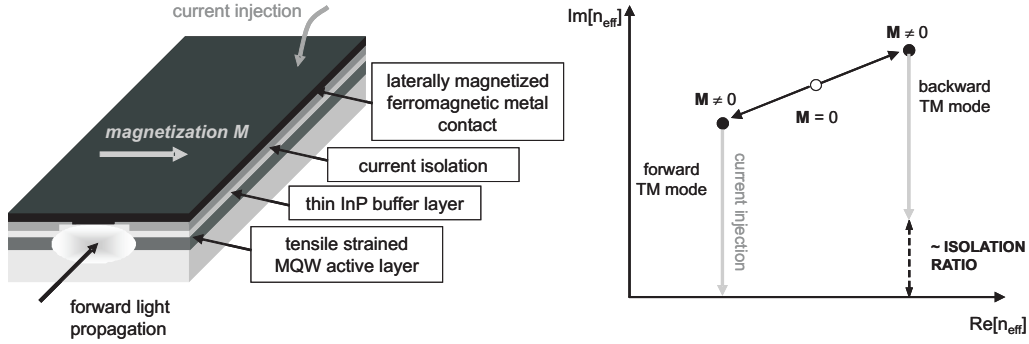 current injection
laterally magnetized
ferromagnetic metal
contact
magnetization M
current isolation
thin InP buffer layer
tensile strained
MQW active layer
forward light
propagation
Im[n_eff]
M ≠ 0
M ≠ 0
M = 0
backward
TM mode
forward
TM mode
current injection
~ ISOLATION
RATIO
Re[n_eff]